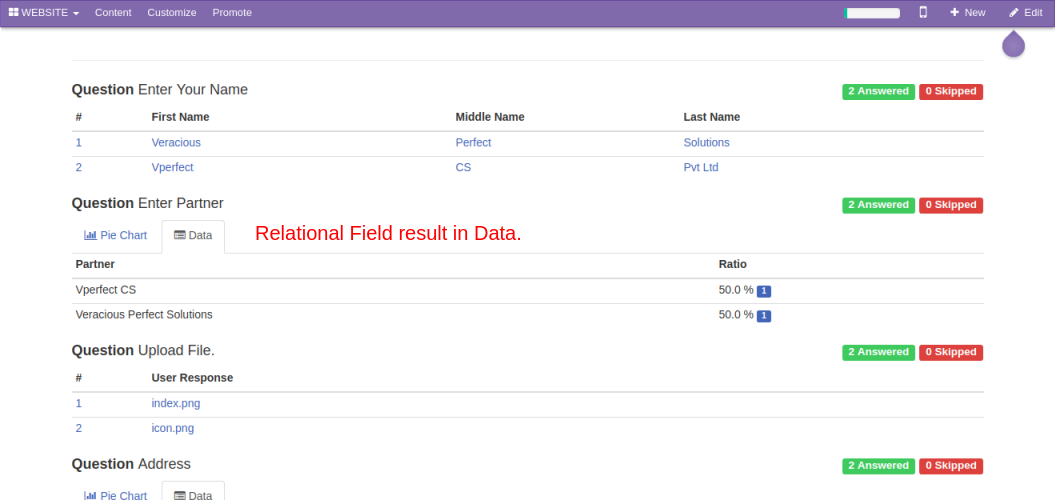 WEBSITE Content Customize Promote New Edit
Question Enter Your Name 2 Answered 0 Skipped
# First Name Middle Name Last Name
1 Veracious Perfect Solutions
2 Vperfect CS Pvt Ltd
Question Enter Partner 2 Answered 0 Skipped
Pie Chart Data Relational Field result in Data.
Partner Ratio
Vperfect CS 50.0 % 1
Veracious Perfect Solutions 50.0 % 1
Question Upload File. 2 Answered 0 Skipped
# User Response
1 index.png
2 icon.png
Question Address 2 Answered 0 Skipped
Pie Chart Data